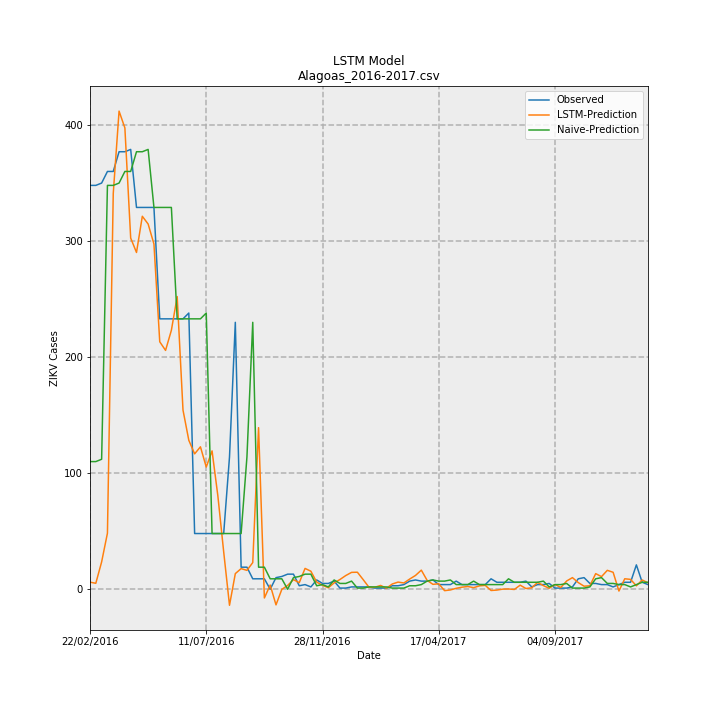 LSTM Model
Alagoas_2016-2017.csv
Observed
LSTM-Prediction
Naive-Prediction
400
300
200
100
0
ZIKV Cases
22/02/2016
11/07/2016
28/11/2016
17/04/2017
04/09/2017
Date